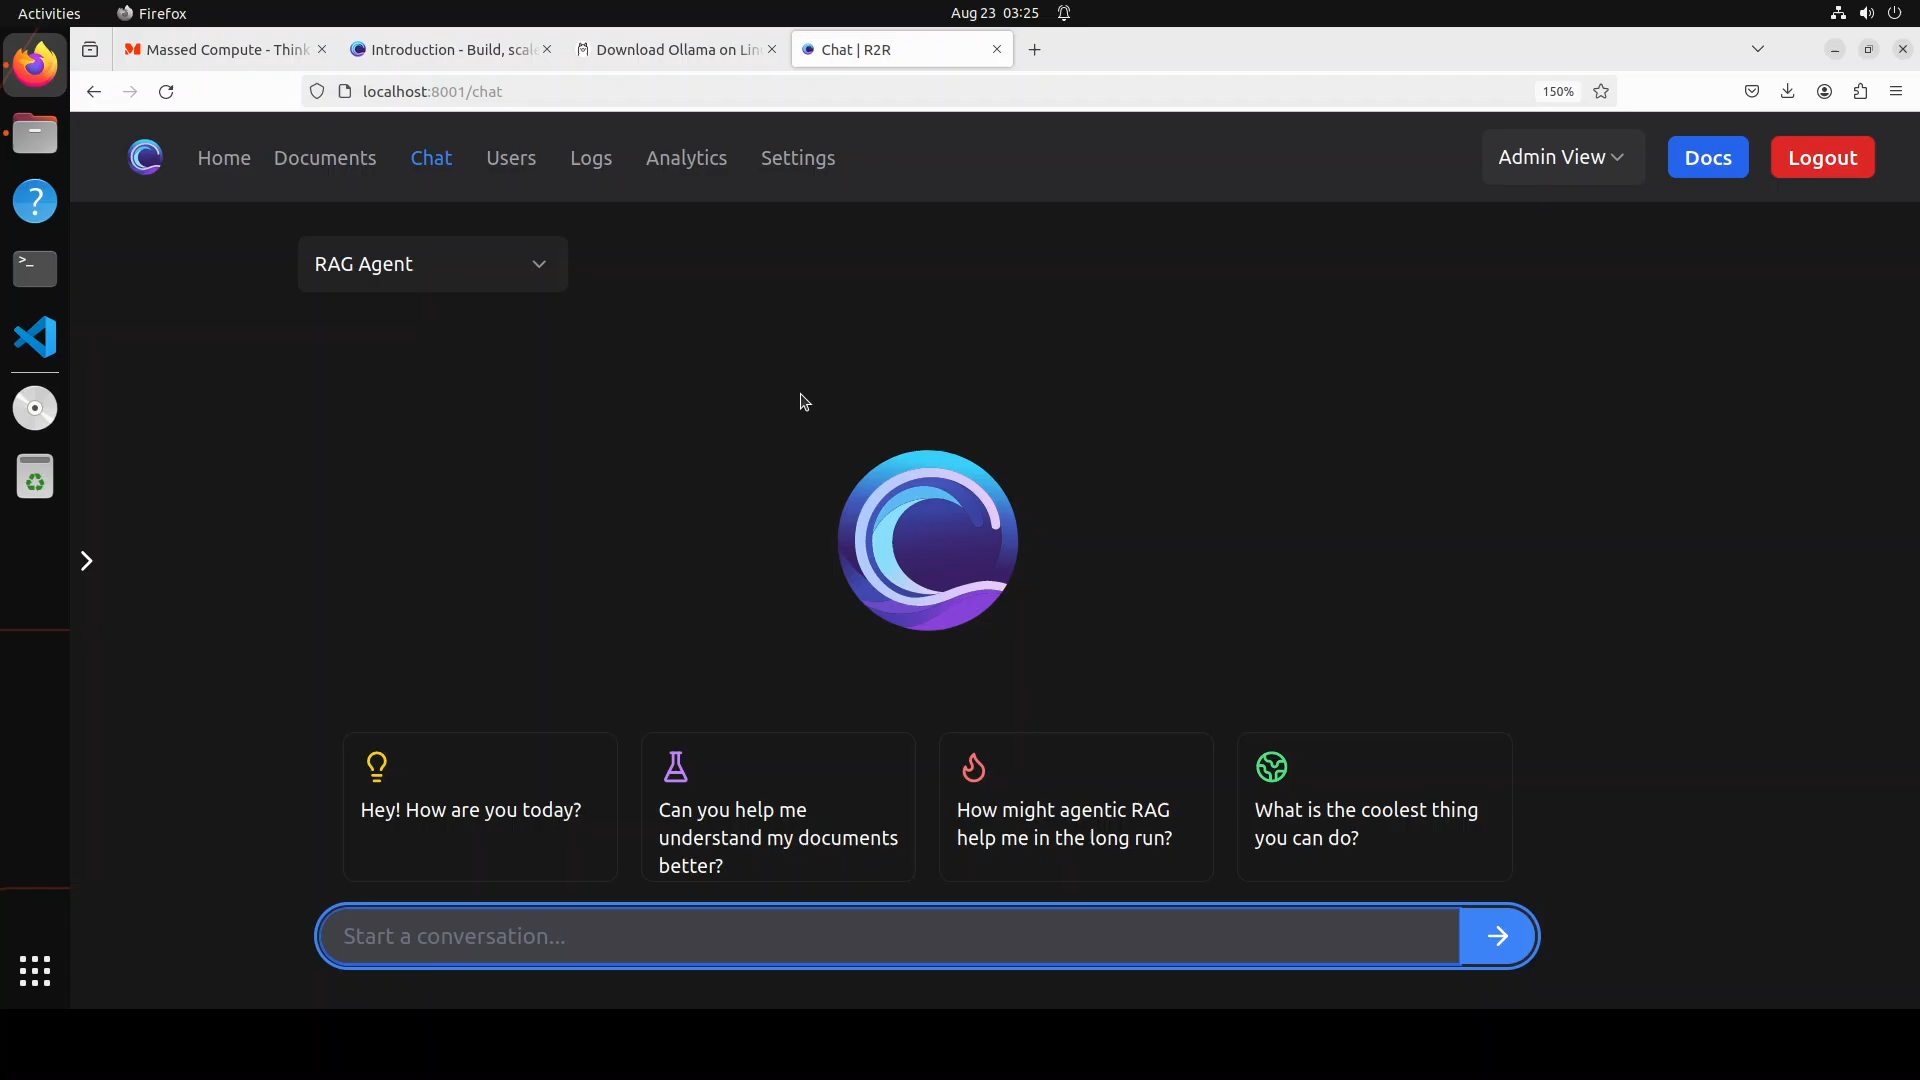 Activities
Firefox
Aug 23 03:25
Massed Compute - Think
Introduction - Build, scale
Download Ollama on Lin
Chat | R2R
localhost:8001/chat
150%
Home
Documents
Chat
Users
Logs
Analytics
Settings
Admin View
Docs
Logout
RAG Agent
Hey! How are you today?
Can you help me
understand my documents
better?
How might agentic RAG
help me in the long run?
What is the coolest thing
you can do?
Start a conversation...